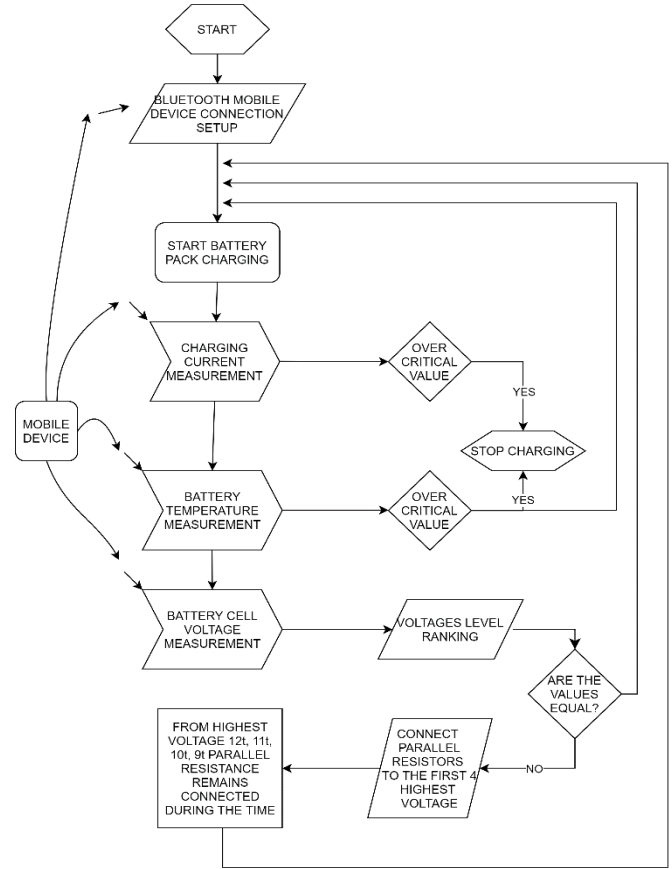 START
BLUETOOTH MOBILE
DEVICE CONNECTION
SETUP
START BATTERY
PACK CHARGING
CHARGING
CURRENT
MEASUREMENT
OVER
CRITICAL
VALUE
YES
MOBILE
DEVICE
STOP CHARGING
BATTERY
TEMPERATURE
MEASUREMENT
OVER
CRITICAL
VALUE
YES
BATTERY CELL
VOLTAGE
MEASUREMENT
VOLTAGES LEVEL
RANKING
ARE THE
VALUES
EQUAL?
NO
CONNECT
PARALLEL
RESISTORS
TO THE FIRST 4
HIGHEST
VOLTAGE
FROM HIGHEST
VOLTAGE 12t, 11t,
10t, 9t PARALLEL
RESISTANCE
REMAINS
CONNECTED
DURING THE TIME